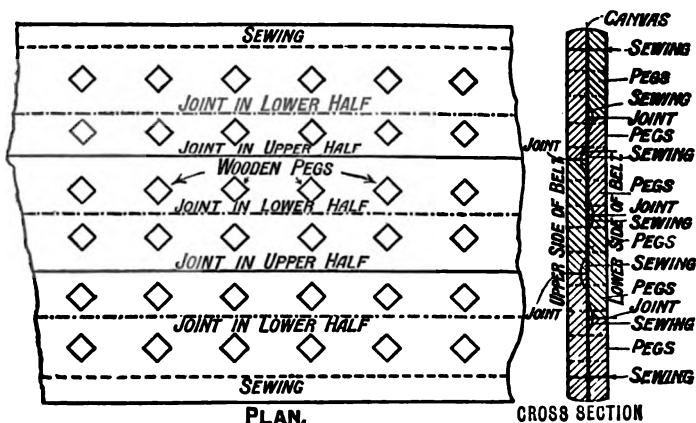 SEWING
JOINT IN LOWER HALF
JOINT IN UPPER HALF
WOODEN PEGS
JOINT IN LOWER HALF
JOINT IN UPPER HALF
JOINT IN LOWER HALF
SEWING
PLAN.
CANVAS
SEWING
PEGS
SEWING
JOINT
PEGS
SEWING
PEGS
JOINT
SEWING
PEGS
SEWING
PEGS
JOINT
SEWING
PEGS
SEWING
JOINT
UPPER SIDE OF BELT
LOWER SIDE OF BELT
JOINT
CROSS SECTION